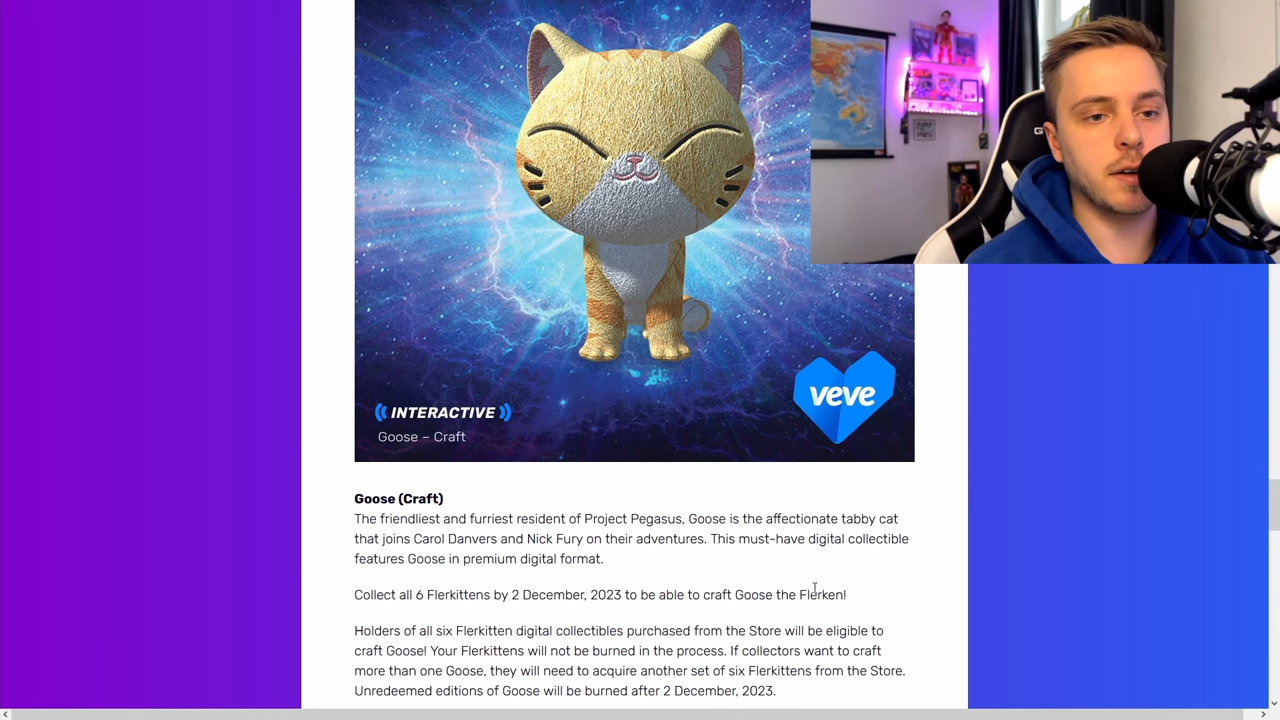 INTERACTIVE
Goose – Craft
veve
Goose (Craft)
The friendliest and furriest resident of Project Pegasus, Goose is the affectionate tabby cat
that joins Carol Danvers and Nick Fury on their adventures. This must-have digital collectible
features Goose in premium digital format.
Collect all 6 Flerkittens by 2 December, 2023 to be able to craft Goose the Flerken!
Holders of all six Flerkitten digital collectibles purchased from the Store will be eligible to
craft Goose! Your Flerkittens will not be burned in the process. If collectors want to craft
more than one Goose, they will need to acquire another set of six Flerkittens from the Store.
Unredeemed editions of Goose will be burned after 2 December, 2023.